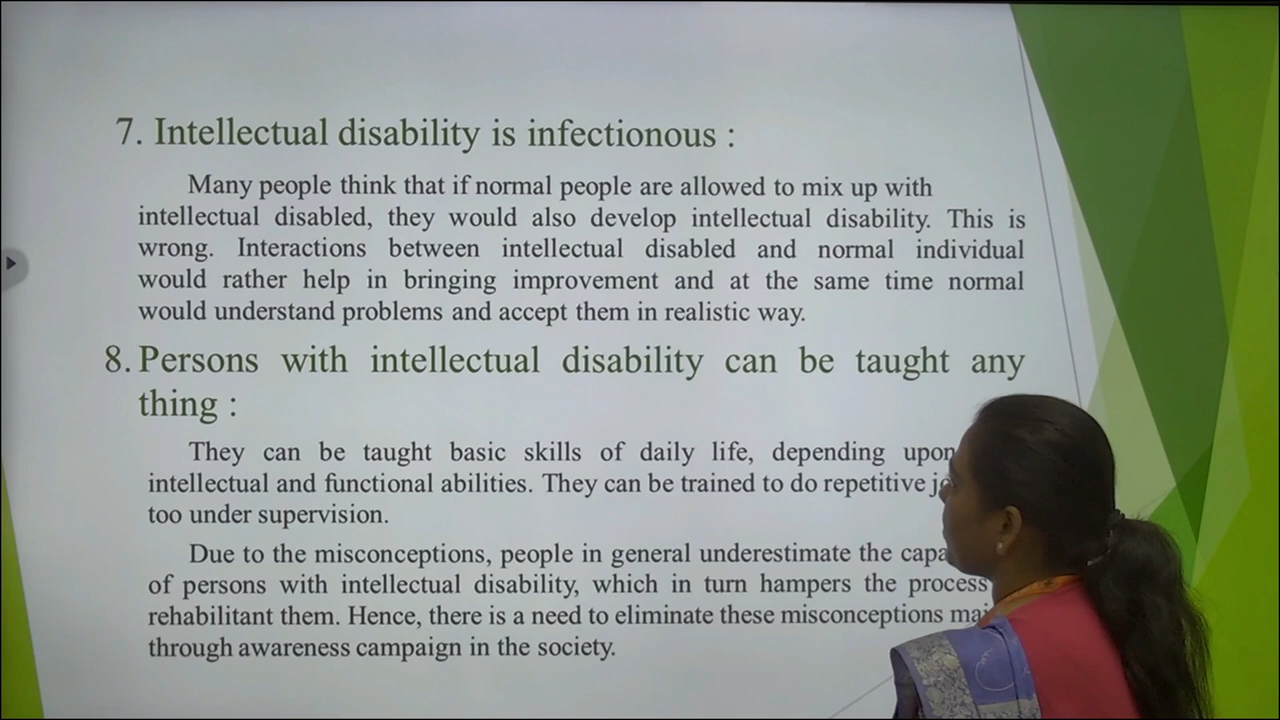 7. Intellectual disability is infectionous :
Many people think that if normal people are allowed to mix up with
intellectual disabled, they would also develop intellectual disability. This is
wrong. Interactions between intellectual disabled and normal individual
would rather help in bringing improvement and at the same time normal
would understand problems and accept them in realistic way.
8. Persons with intellectual disability can be taught any
thing :
They can be taught basic skills of daily life, depending upon
intellectual and functional abilities. They can be trained to do repetitive
too under supervision.
Due to the misconceptions, people in general underestimate the
of persons with intellectual disability, which in turn hampers the process
rehabilitant them. Hence, there is a need to eliminate these misconceptions
through awareness campaign in the society.